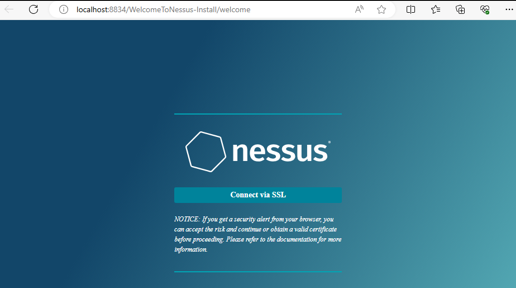 localhost:8834/WelcomeToNessus-Install/welcome
nessus
Connect via SSL
NOTICE: If you get a security alert from your browser, you
can accept the risk and continue or obtain a valid certificate
before proceeding. Please refer to the documentation for more
information.